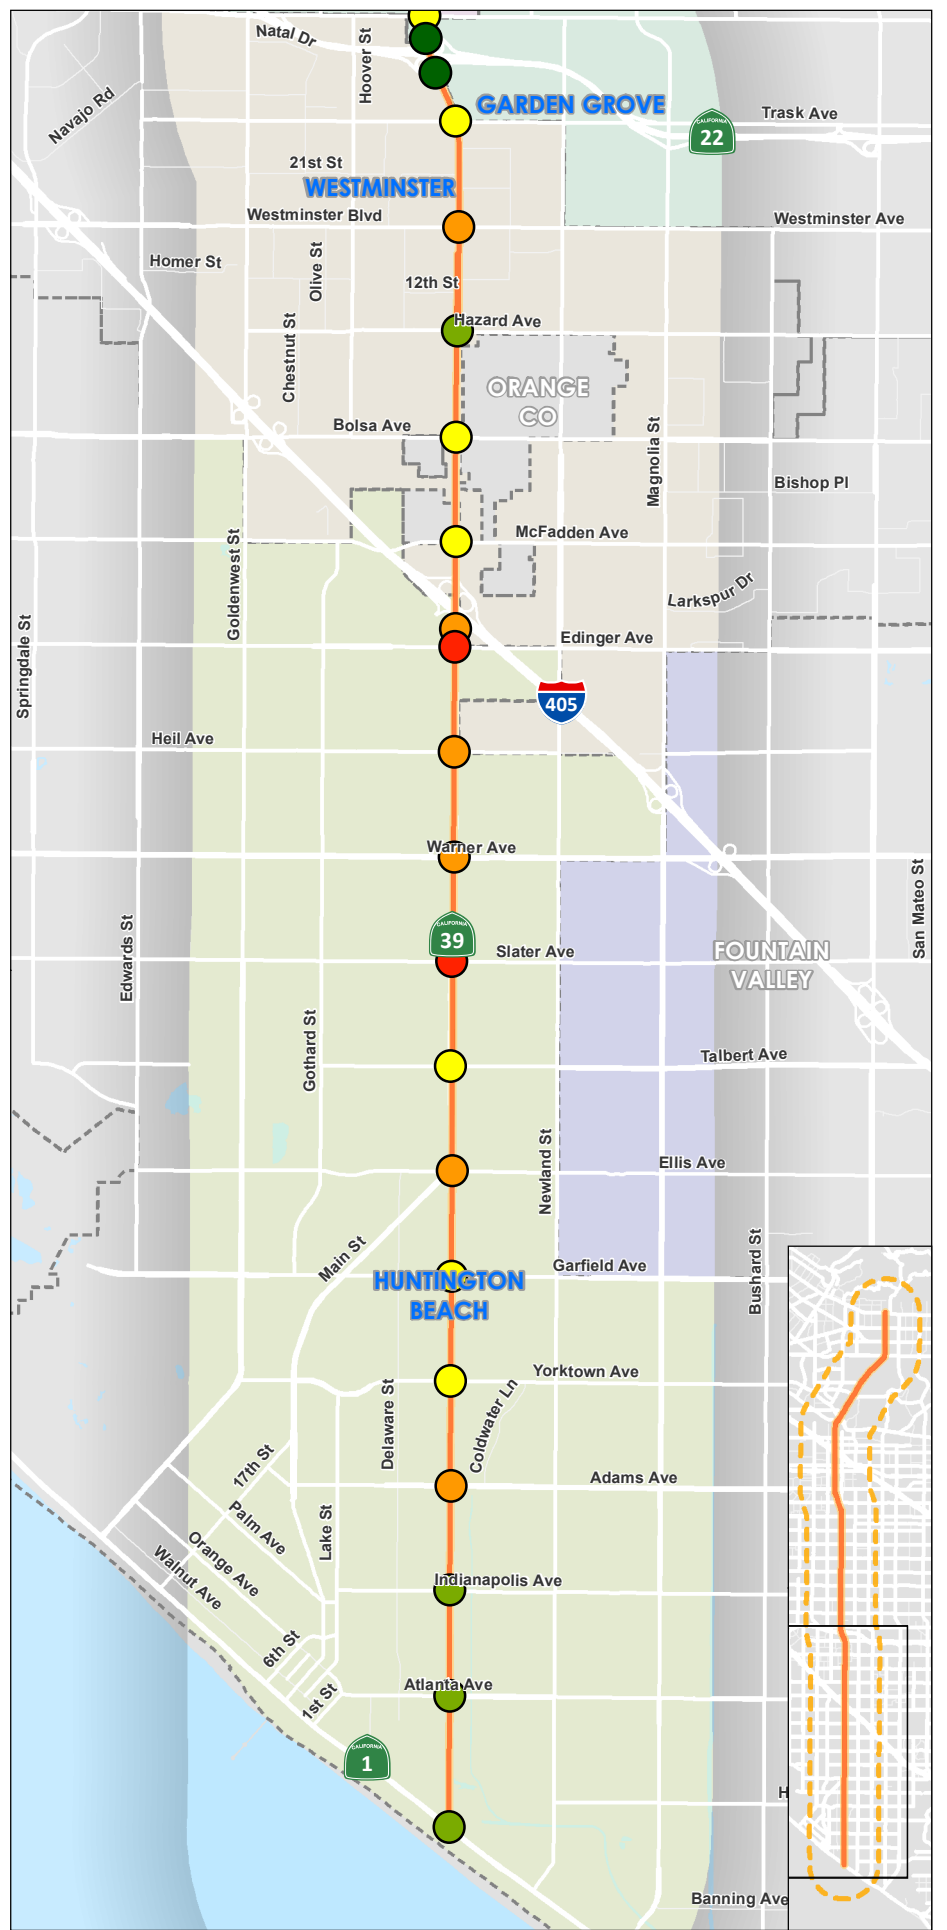 Natal Dr
Hoover St
Navajo Rd
GARDEN GROVE
Trask Ave
CALIFORNIA
22
21st St
WESTMINSTER
Westminster Blvd
Westminster Ave
Homer St
Olive St
12th St
Hazard Ave
Chestnut St
ORANGE
CO
Bolsa Ave
Magnolia St
Bishop Pl
McFadden Ave
Goldenwest St
Larkspur Dr
Springdale St
Edinger Ave
405
Heil Ave
Warner Ave
San Mateo St
CALIFORNIA
39
Edwards St
Slater Ave
FOUNTAIN
VALLEY
Gothard St
Talbert Ave
Newland St
Ellis Ave
Main St
Bushard St
Garfield Ave
HUNTINGTON
BEACH
Yorktown Ave
Delaware St
Coldwater Ln
17th St
Adams Ave
Palm Ave
Lake St
Orange Ave
Walnut Ave
Indianapolis Ave
6th St
Atlanta Ave
1st St
CALIFORNIA
1
H
Banning Ave